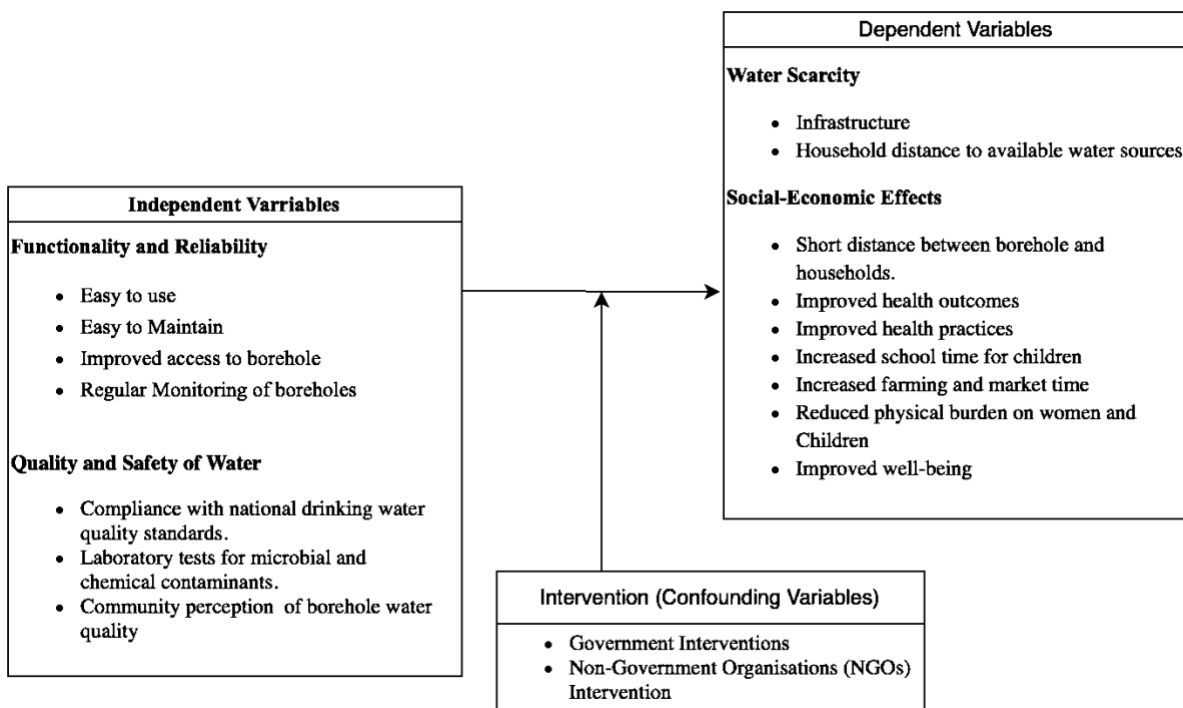 Independent Varriables
Functionality and Reliability
• Easy to use
• Easy to Maintain
• Improved access to borehole
• Regular Monitoring of boreholes
Quality and Safety of Water
• Compliance with national drinking water
quality standards.
• Laboratory tests for microbial and
chemical contaminants.
• Community perception of borehole water
quality
Intervention (Confounding Variables)
• Government Interventions
• Non-Government Organisations (NGOs)
Intervention
Dependent Variables
Water Scarcity
• Infrastructure
• Household distance to available water sources
Social-Economic Effects
• Short distance between borehole and
households.
• Improved health outcomes
• Improved health practices
• Increased school time for children
• Increased farming and market time
• Reduced physical burden on women and
Children
• Improved well-being